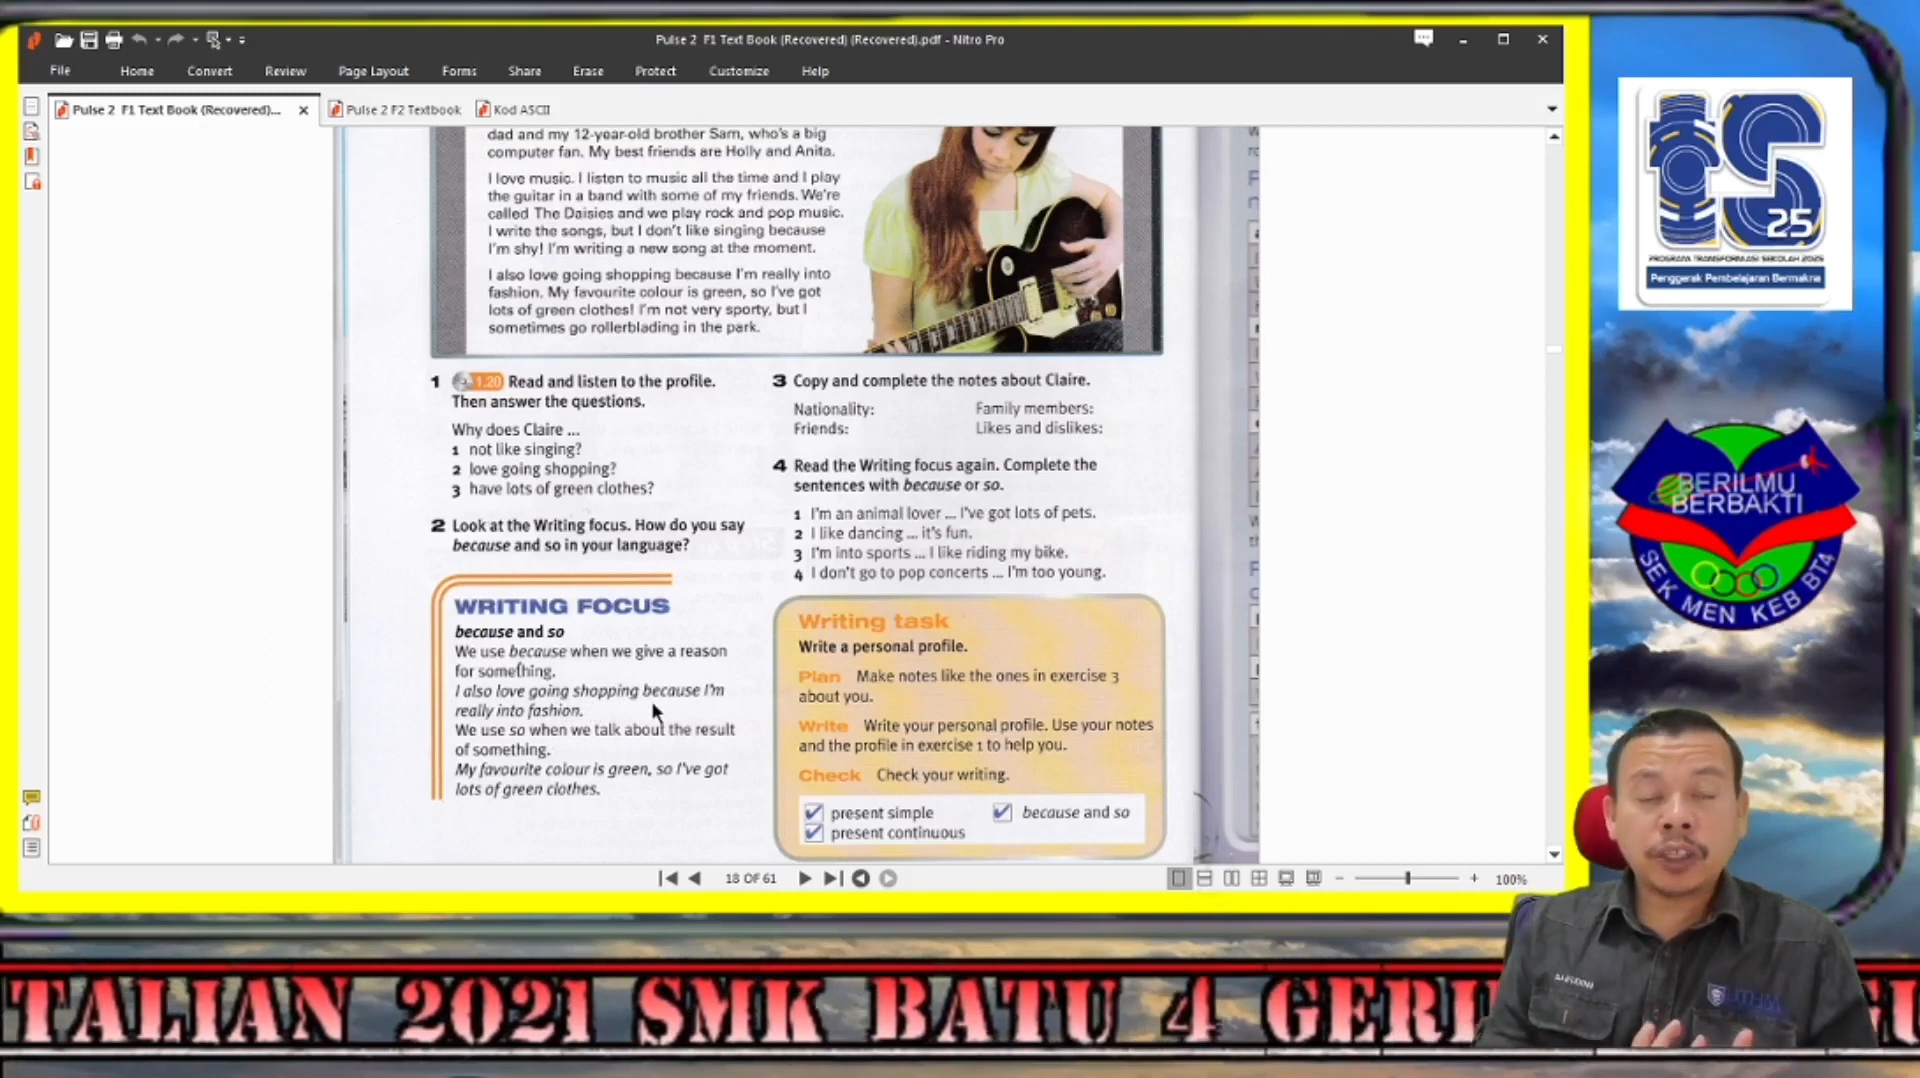 Pulse 2 F1 Text Book (Recovered) (Recovered).pdf - Nitro Pro
File Home Convert Review Page Layout Forms Share Erase Protect Customize Help
Pulse 2 F1 Text Book (Recovered)...
Pulse 2 F2 Textbook
Kod ASCII
dad and my 12-year-old brother Sam, who's a big
computer fan. My best friends are Holly and Anita.
I love music. I listen to music all the time and I play
the guitar in a band with some of my friends. We're
called The Daisies and we play rock and pop music.
I write the songs, but I don't like singing because
I'm shy! I'm writing a new song at the moment.
I also love going shopping because I'm really into
fashion. My favourite colour is green, so I've got
lots of green clothes! I'm not very sporty, but I
sometimes go rollerblading in the park.
1 1.20 Read and listen to the profile.
Then answer the questions.
Why does Claire ...
1 not like singing?
2 love going shopping?
3 have lots of green clothes?
2 Look at the Writing focus. How do you say
because and so in your language?
WRITING FOCUS
because and so
We use because when we give a reason
for something.
I also love going shopping because I'm
really into fashion.
We use so when we talk about the result
of something.
My favourite colour is green, so I've got
lots of green clothes.
3 Copy and complete the notes about Claire.
Nationality: Family members:
Friends: Likes and dislikes:
4 Read the Writing focus again. Complete the
sentences with because or so.
1 I'm an animal lover ... I've got lots of pets.
2 I like dancing ... it's fun.
3 I'm into sports ... I like riding my bike.
4 I don't go to pop concerts ... I'm too young.
Writing task
Write a personal profile.
Plan Make notes like the ones in exercise 3
about you.
Write Write your personal profile. Use your notes
and the profile in exercise 1 to help you.
Check Check your writing.
present simple because and so
present continuous
18 OF 61
100%
tS
25
PROGRAM TRANSFORMASI SEKOLAH 2025
Penggerak Pembelajaran Bermakna
BERILMU
BERBAKTI
SEK MEN KEB BT4
TALIAN 2021 SMK BATU 4 GERI